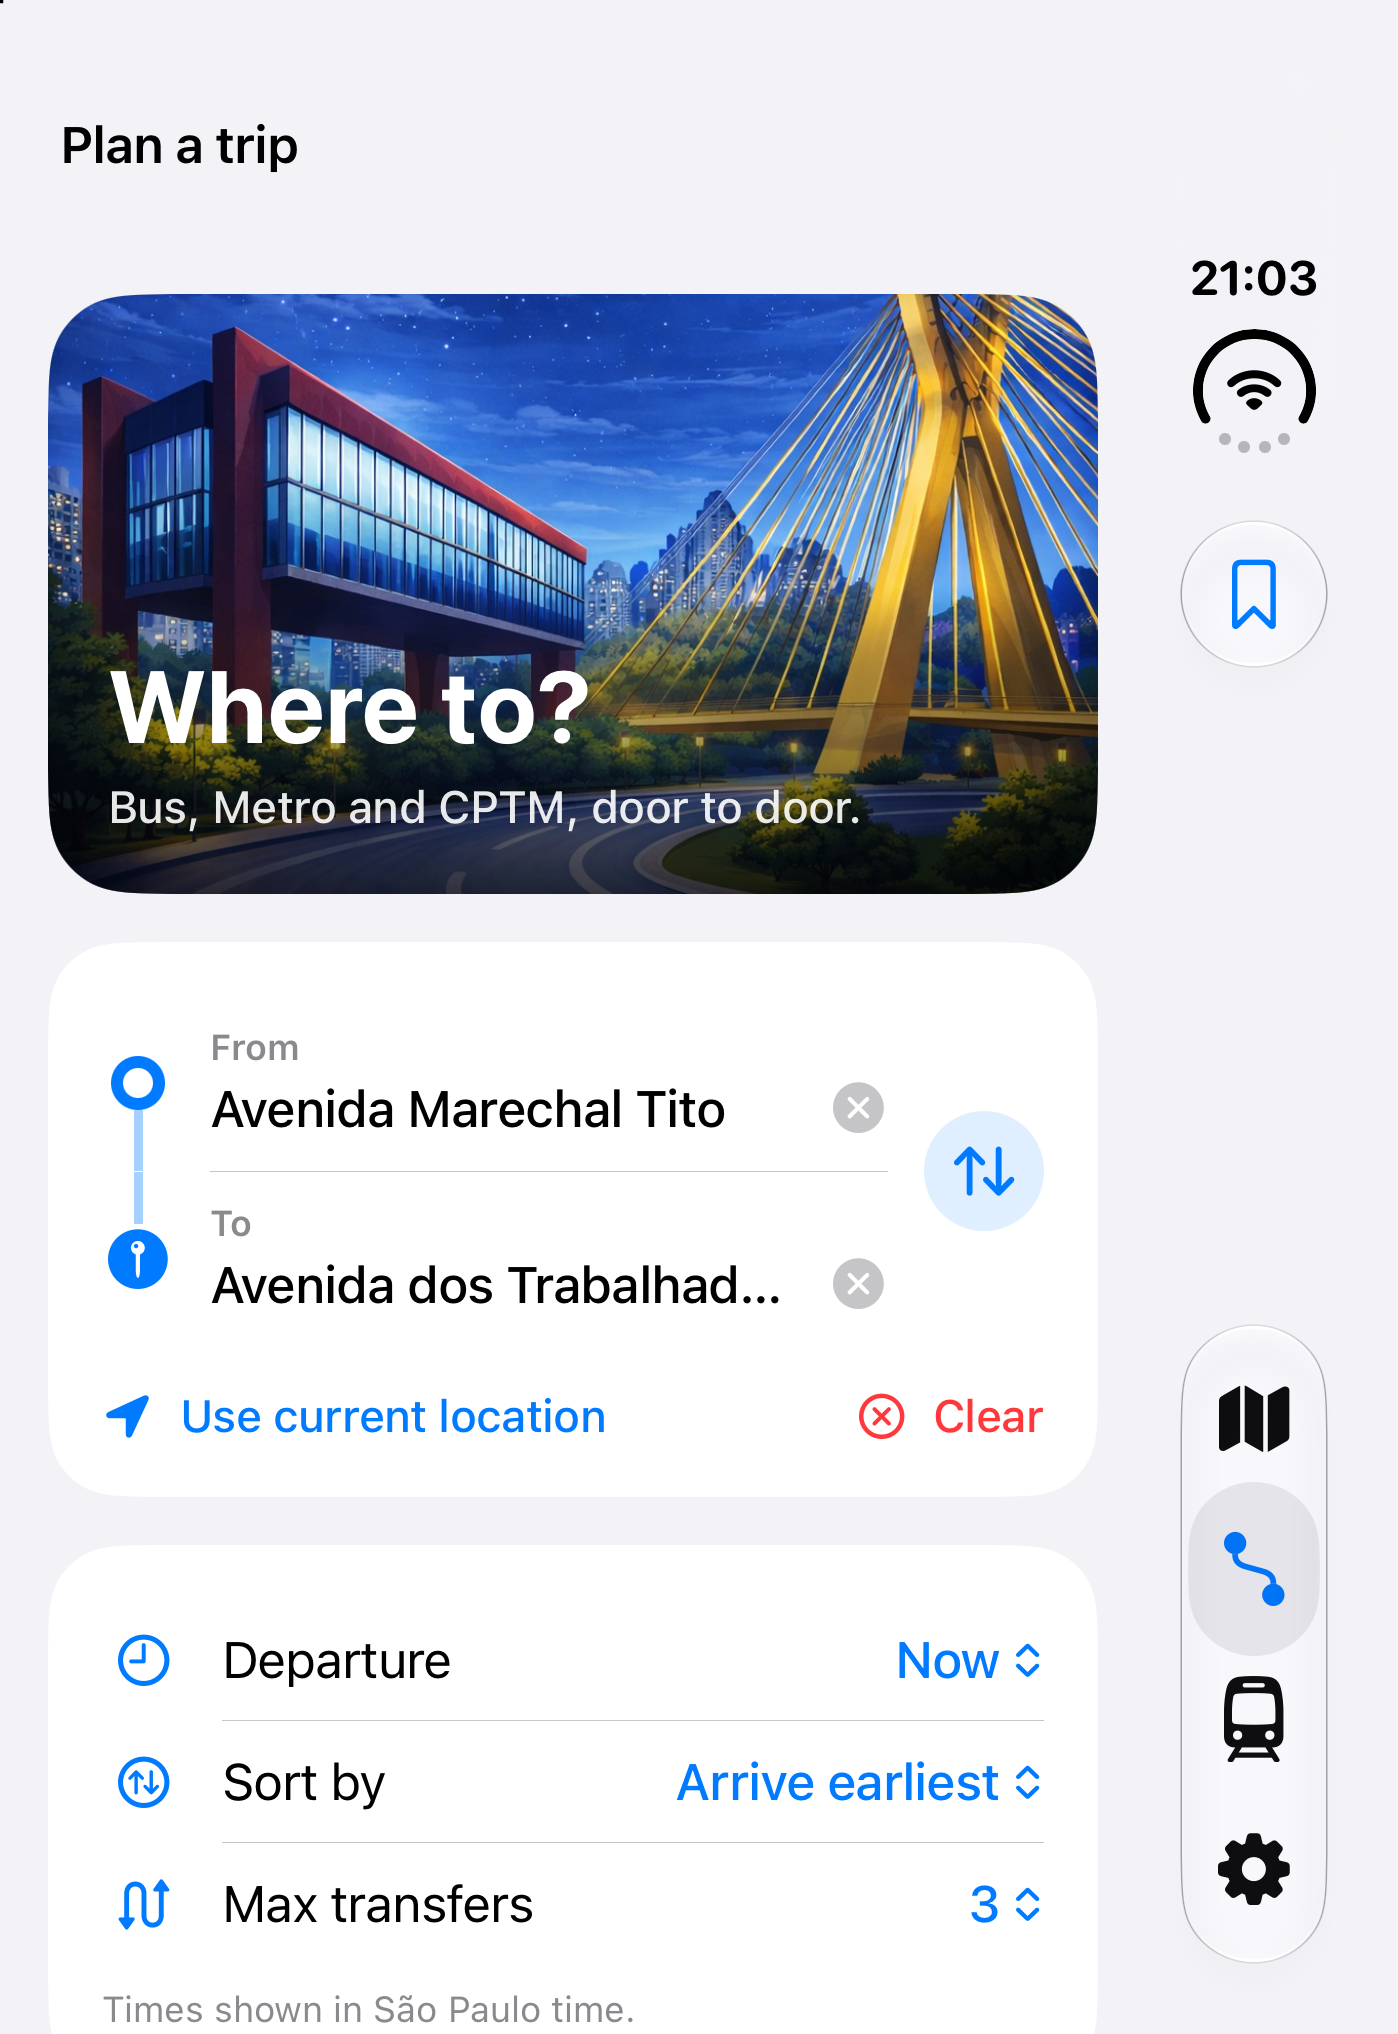 Plan a trip
21:03
Where to?
Bus, Metro and CPTM, door to door.
From
Avenida Marechal Tito
To
Avenida dos Trabalhad...
Use current location
Clear
Departure
Now
Sort by
Arrive earliest
Max transfers
3
Times shown in São Paulo time.